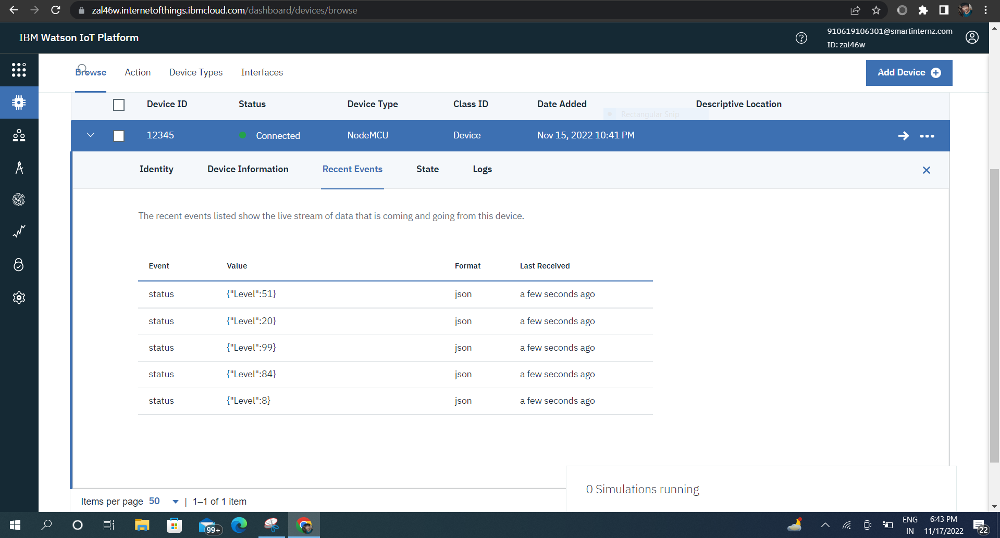 zal46w.internetofthings.ibmcloud.com/dashboard/devices/browse
IBM Watson IoT Platform
910619106301@smartinternz.com
ID: zal46w
Browse Action Device Types Interfaces
Add Device
Device ID Status Device Type Class ID Date Added Descriptive Location
Rectangular Snip
12345 Connected NodeMCU Device Nov 15, 2022 10:41 PM
Identity Device Information Recent Events State Logs
The recent events listed show the live stream of data that is coming and going from this device.
Event Value Format Last Received
status {"Level":51} json a few seconds ago
status {"Level":20} json a few seconds ago
status {"Level":99} json a few seconds ago
status {"Level":84} json a few seconds ago
status {"Level":8} json a few seconds ago
0 Simulations running
Items per page 50 | 1–1 of 1 item
99+
ENG
IN
6:43 PM
11/17/2022
22